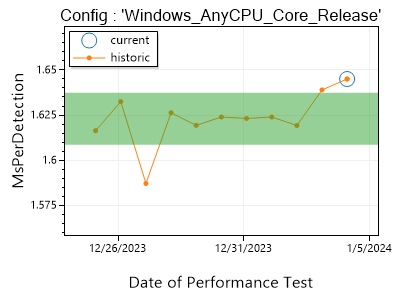 Config : 'Windows_AnyCPU_Core_Release'
current
historic
MsPerDetection
1.65
1.625
1.6
1.575
12/26/2023
12/31/2023
1/5/2024
Date of Performance Test